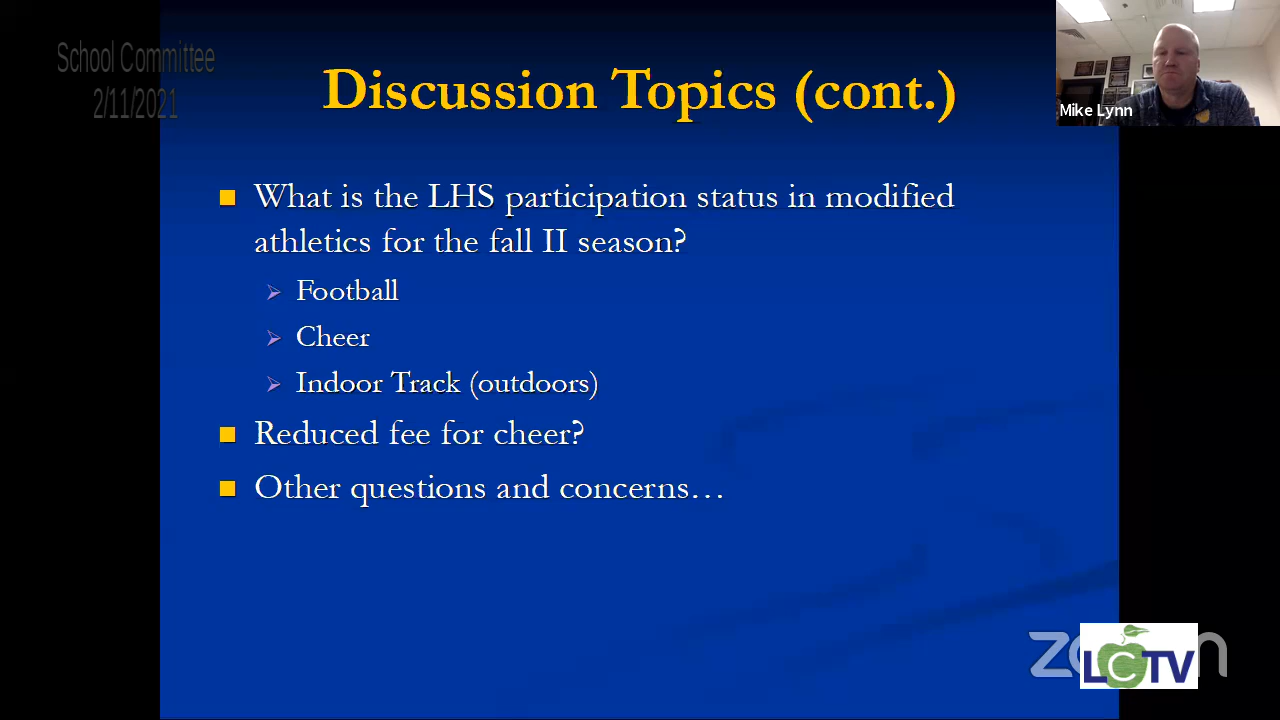 School Committee
2/11/2021
Discussion Topics (cont.)
Mike Lynn
What is the LHS participation status in modified
athletics for the fall II season?
Football
Cheer
Indoor Track (outdoors)
Reduced fee for cheer?
Other questions and concerns…
zoom
LCTV